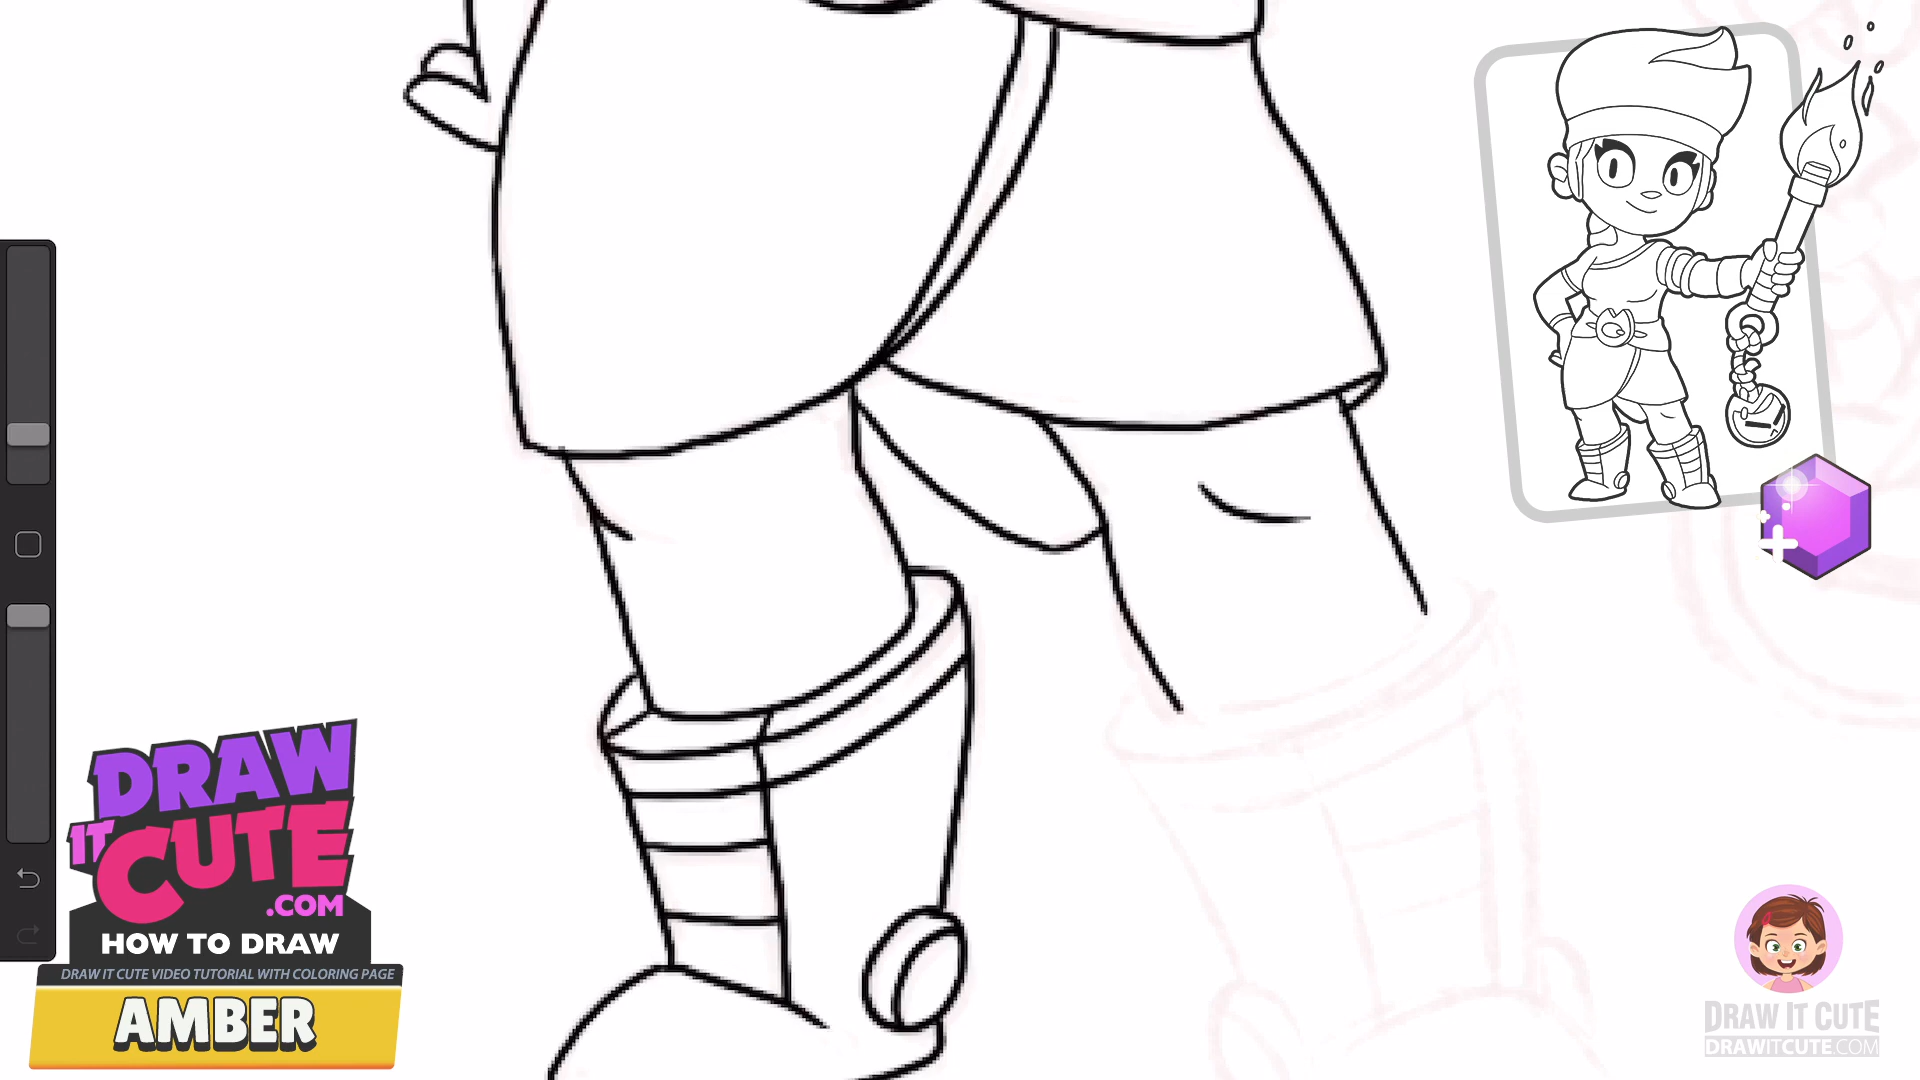 DRAW
IT CUTE
.COM
HOW TO DRAW
DRAW IT CUTE VIDEO TUTORIAL WITH COLORING PAGE
AMBER
DRAW IT CUTE
DRAWITCUTE.COM